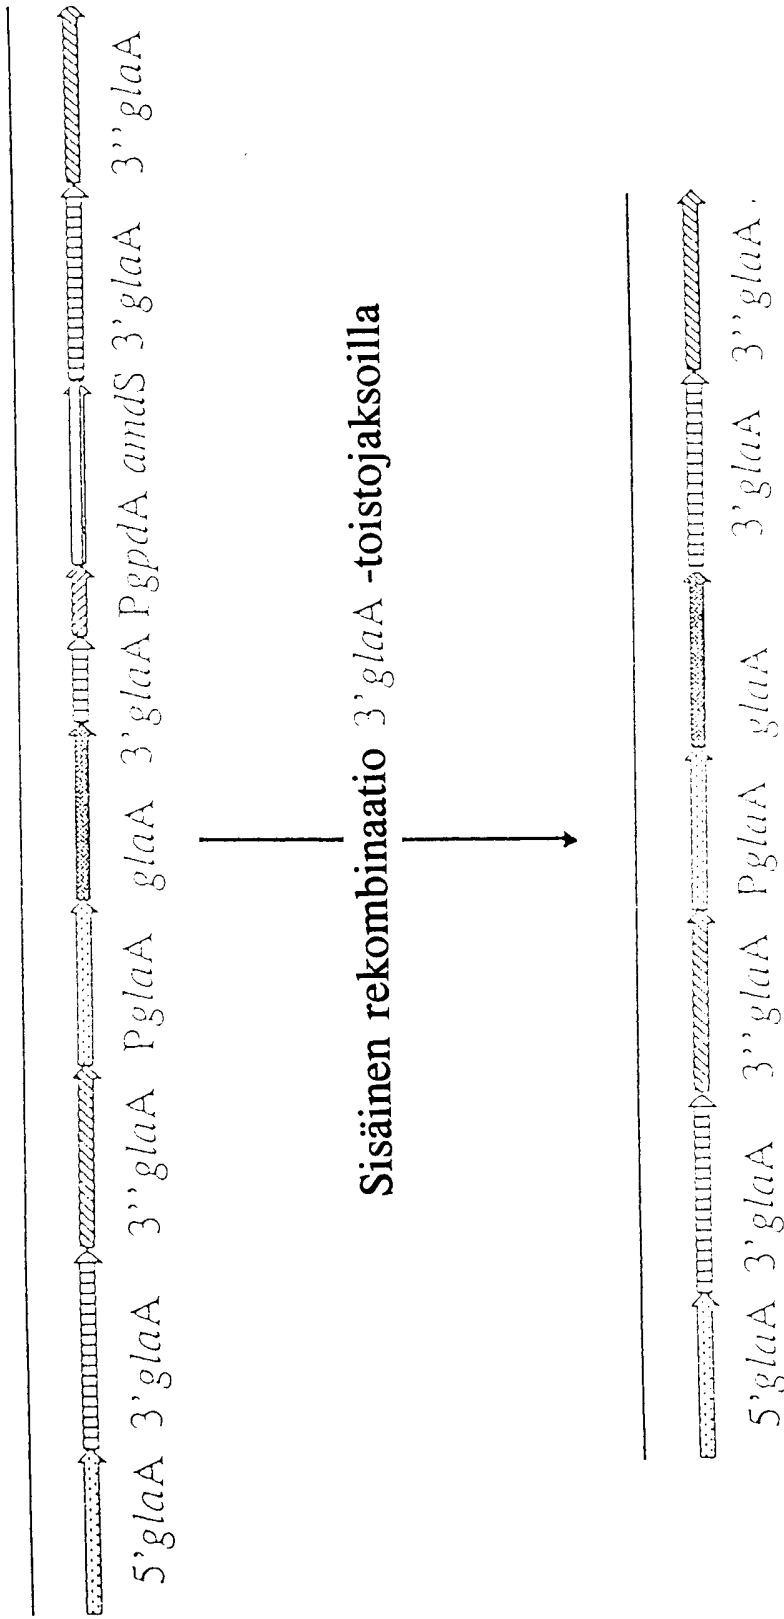 5'glaA 3'glaA 3''glaA PglaA glaA 3'glaA PgpdA amdS 3'glaA 3''glaA
Sisäinen rekombinaatio 3'glaA -toistojaksoilla
5'glaA 3'glaA 3''glaA PglaA glaA 3'glaA 3''glaA